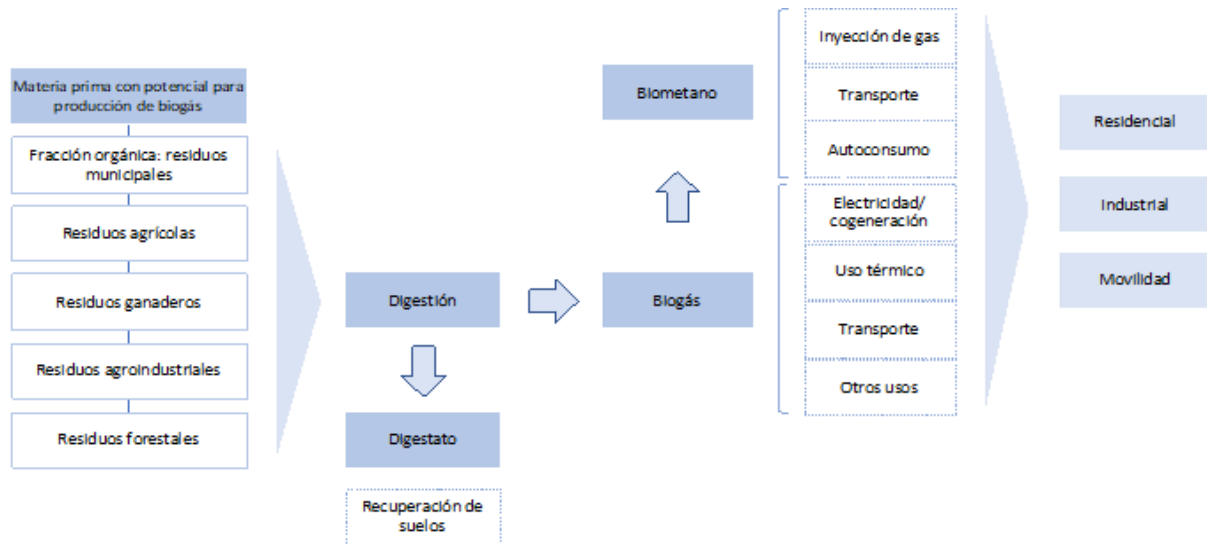 Materia prima con potencial para
producción de biogás
Fracción orgánica: residuos
municipales
Residuos agrícolas
Residuos ganaderos
Residuos agroindustriales
Residuos forestales
Digestión
Digestato
Recuperación de
suelos
Biometano
Biogás
Inyección de gas
Transporte
Autoconsumo
Electricidad/
cogeneración
Uso térmico
Transporte
Otros usos
Residencial
Industrial
Movilidad